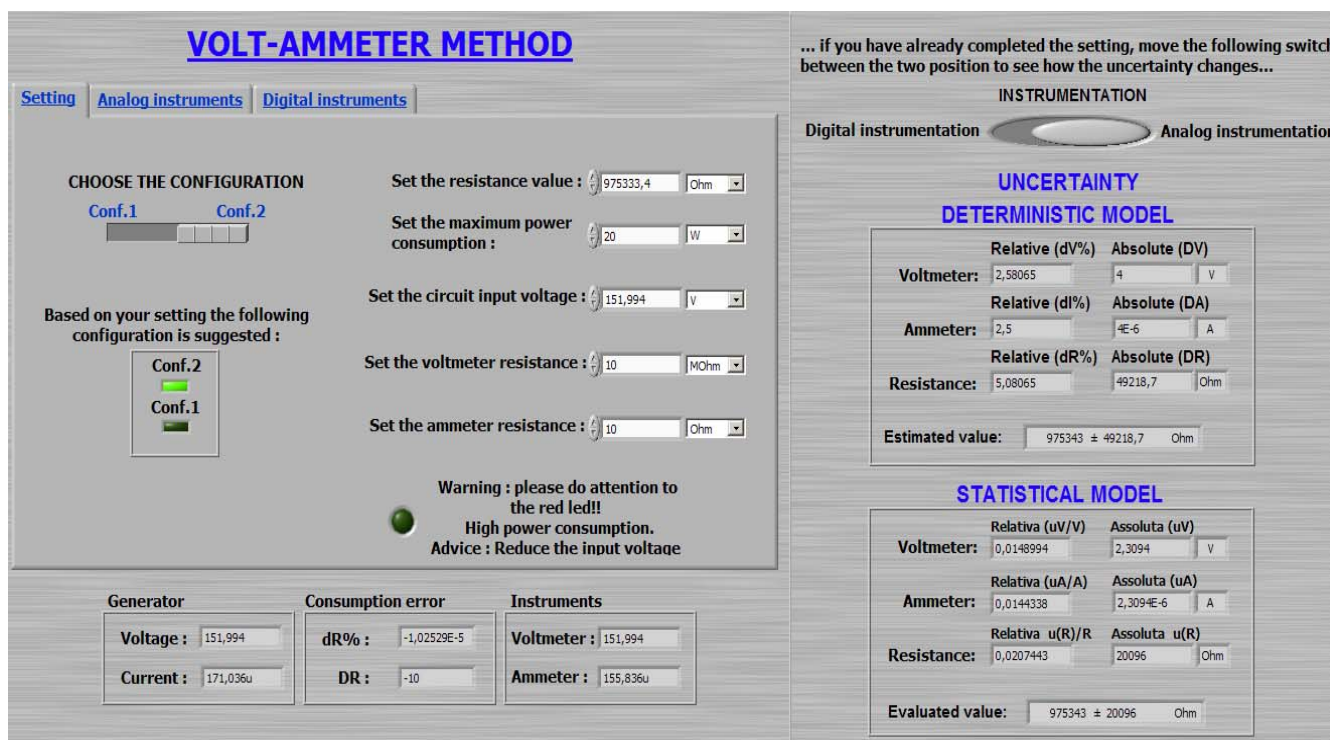 VOLT-AMMETER METHOD
Setting Analog instruments Digital instruments
CHOOSE THE CONFIGURATION
Conf.1 Conf.2
Based on your setting the following
configuration is suggested :
Conf.2
Conf.1
Set the resistance value : 975333,4 Ohm
Set the maximum power
consumption : 20 W
Set the circuit input voltage : 151,994 V
Set the voltmeter resistance : 10 MOhm
Set the ammeter resistance : 10 Ohm
Warning : please do attention to
the red led!!
High power consumption.
Advice : Reduce the input voltage
Generator
Voltage : 151,994
Current : 171,036u
Consumption error
dR% : -1,02529E-5
DR : -10
Instruments
Voltmeter : 151,994
Ammeter : 155,836u
... if you have already completed the setting, move the following switch
between the two position to see how the uncertainty changes...
INSTRUMENTATION
Digital instrumentation Analog instrumentation
UNCERTAINTY
DETERMINISTIC MODEL
Relative (dV%) Absolute (DV)
Voltmeter: 2,58065 4 V
Relative (dI%) Absolute (DA)
Ammeter: 2,5 4E-6 A
Relative (dR%) Absolute (DR)
Resistance: 5,08065 49218,7 Ohm
Estimated value: 975343 ± 49218,7 Ohm
STATISTICAL MODEL
Relativa (uV/V) Assoluta (uV)
Voltmeter: 0,0148994 2,3094 V
Relativa (uA/A) Assoluta (uA)
Ammeter: 0,0144338 2,3094E-6 A
Relativa u(R)/R Assoluta u(R)
Resistance: 0,0207443 20096 Ohm
Evaluated value: 975343 ± 20096 Ohm